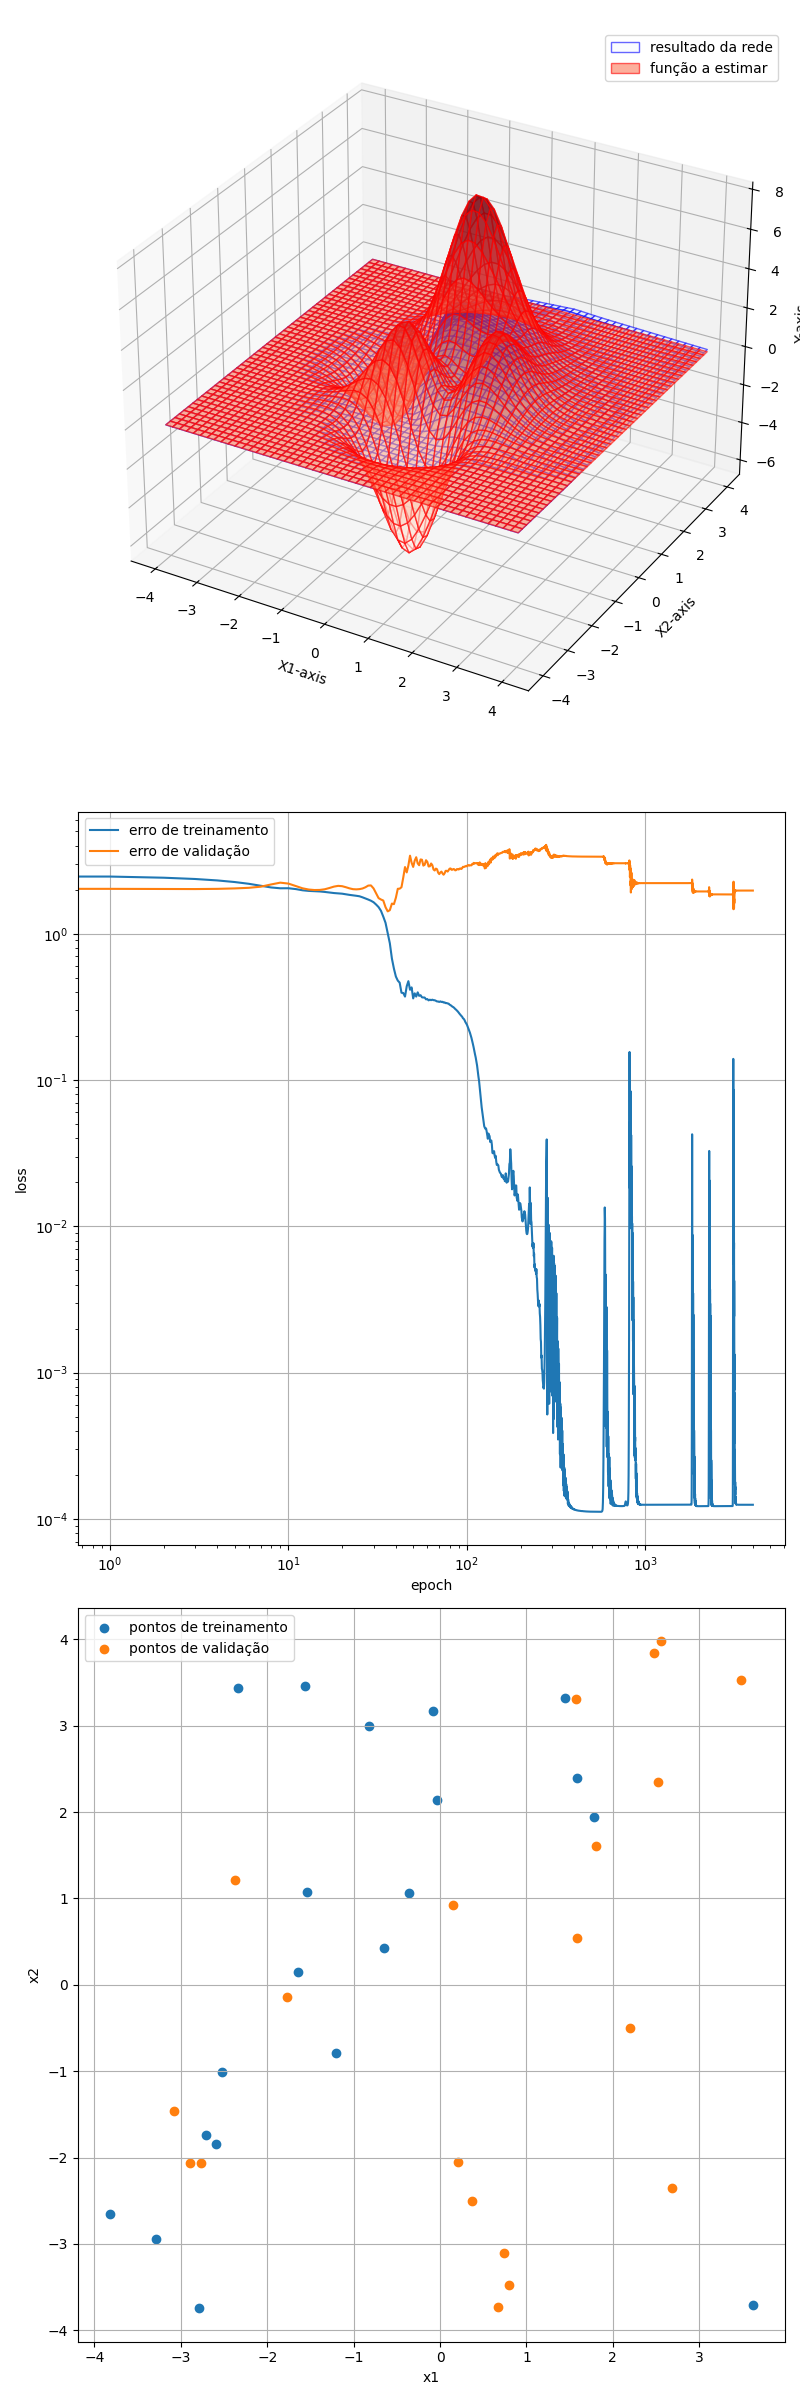 resultado da rede
função a estimar
8
6
4
2
0
−2
−4
−6
−4
−3
−2
−1
0
1
2
3
4
X1-axis
−4
−3
−2
−1
0
1
2
3
4
X2-axis
erro de treinamento
erro de validação
10^0
10^−1
10^−2
10^−3
10^−4
loss
10^0 10^1 10^2 10^3
epoch
pontos de treinamento
pontos de validação
4
3
2
1
0
−1
−2
−3
−4
x2
−4 −3 −2 −1 0 1 2 3
x1